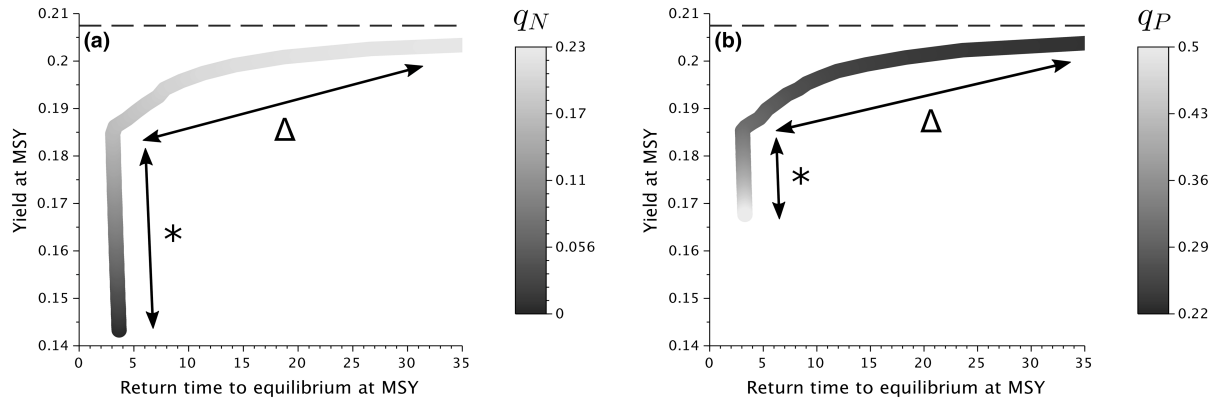 (a)
Yield at MSY
0.21
0.2
0.19
0.18
0.17
0.16
0.15
0.14
0 5 10 15 20 25 30 35
Return time to equilibrium at MSY
Δ
*
q_N
0.23
0.17
0.11
0.056
0
(b)
Yield at MSY
0.21
0.2
0.19
0.18
0.17
0.16
0.15
0.14
0 5 10 15 20 25 30 35
Return time to equilibrium at MSY
Δ
*
q_P
0.5
0.43
0.36
0.29
0.22